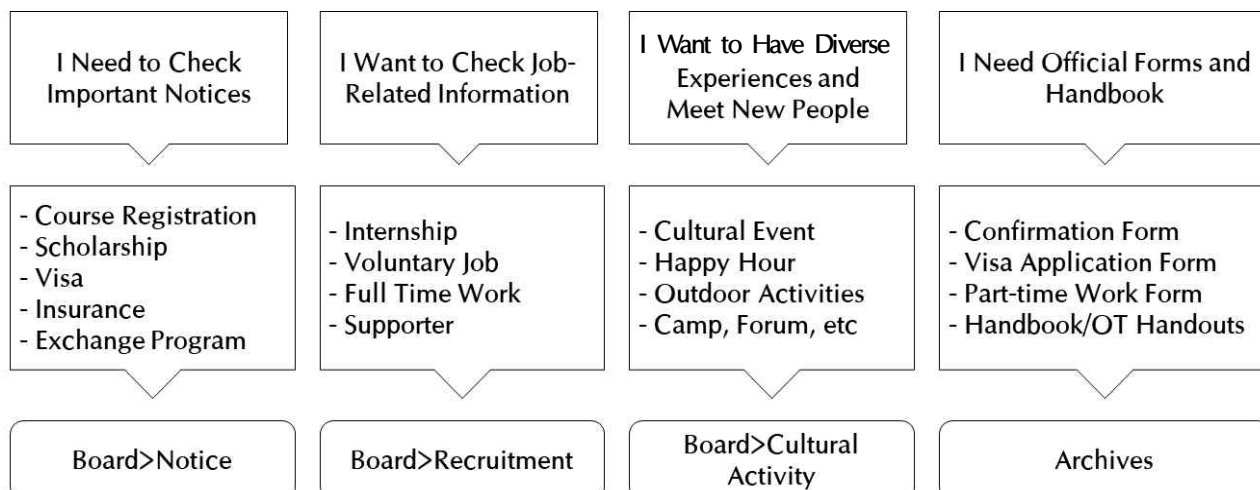 I Need to Check
Important Notices
I Want to Check Job-
Related Information
I Want to Have Diverse
Experiences and
Meet New People
I Need Official Forms and
Handbook
- Course Registration
- Scholarship
- Visa
- Insurance
- Exchange Program
- Internship
- Voluntary Job
- Full Time Work
- Supporter
- Cultural Event
- Happy Hour
- Outdoor Activities
- Camp, Forum, etc
- Confirmation Form
- Visa Application Form
- Part-time Work Form
- Handbook/OT Handouts
Board>Notice
Board>Recruitment
Board>Cultural
Activity
Archives